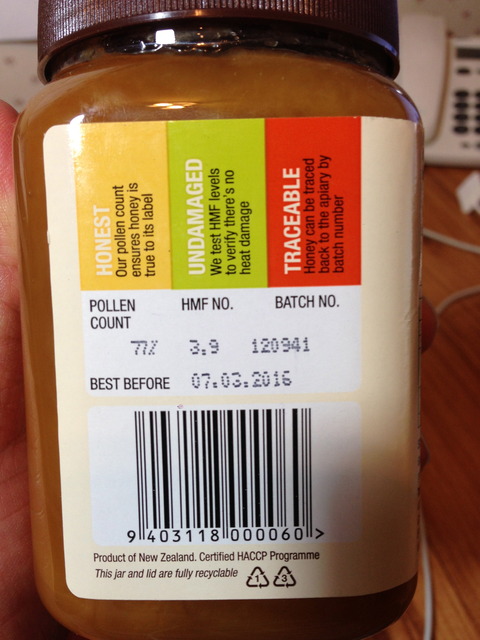 HONEST
Our pollen count
ensures honey is
true to its label
UNDAMAGED
We test HMF levels
to verify there's no
heat damage
TRACEABLE
Honey can be traced
back to the apiary by
batch number
POLLEN COUNT
77%
HMF NO.
3.9
BATCH NO.
120941
BEST BEFORE 07.03.2016
9 403118 000060 >
Product of New Zealand. Certified HACCP Programme
This jar and lid are fully recyclable 1 3